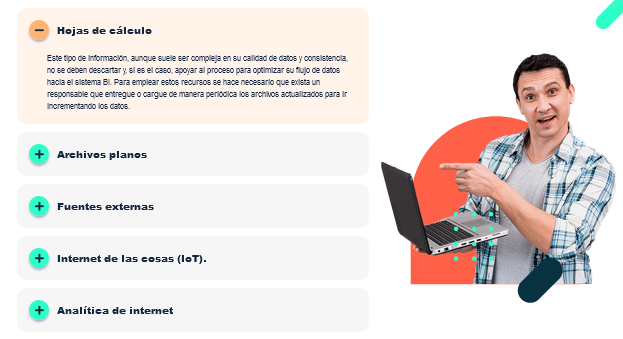 Hojas de cálculo
Este tipo de información, aunque suele ser compleja en su calidad de datos y consistencia,
no se deben descartar y, si es el caso, apoyar al proceso para optimizar su flujo de datos
hacia el sistema BI. Para emplear estos recursos se hace necesario que exista un
responsable que entregue o cargue de manera periódica los archivos actualizados para ir
incrementando los datos.
Archivos planos
Fuentes externas
Internet de las cosas (IoT).
Analítica de internet